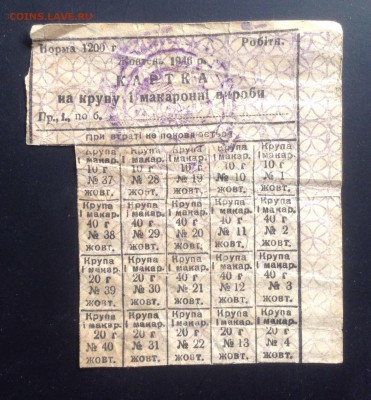 COINS.LAVE.RU
Норма 1200 г Робітн.
Жовтень 1946 р.
КАРТКА
на крупу і макаронні вироби
Пр., І., по б.
При втраті не
Крупа Крупа Крупа Крупа Крупа
і макар. і макар. і макар. і макар. і макар.
10 г 10 г 10 г 10 г 10 г
№ 37 № 28 № 19 № 10 № 1
жовт. жовт. жовт. жовт. жовт.
Крупа Крупа Крупа Крупа Крупа
і макар. і макар. і макар. і макар. і макар.
40 г 40 г 40 г 40 г 40 г
№ 38 № 29 № 20 № 11 № 2
жовт. жовт. жовт. жовт. жовт.
Крупа Крупа Крупа Крупа Крупа
і макар. і макар. і макар. і макар. і макар.
20 г 20 г 40 г 40 г 40 г
№ 39 № 30 № 21 № 12 № 3
жовт. жовт. жовт. жовт. жовт.
Крупа Крупа Крупа Крупа Крупа
і макар. і макар. і макар. і макар. і макар.
20 г 20 г 20 г 20 г 20 г
№ 40 № 31 № 22 № 13 № 4
жовт. жовт. жовт. жовт. жовт.